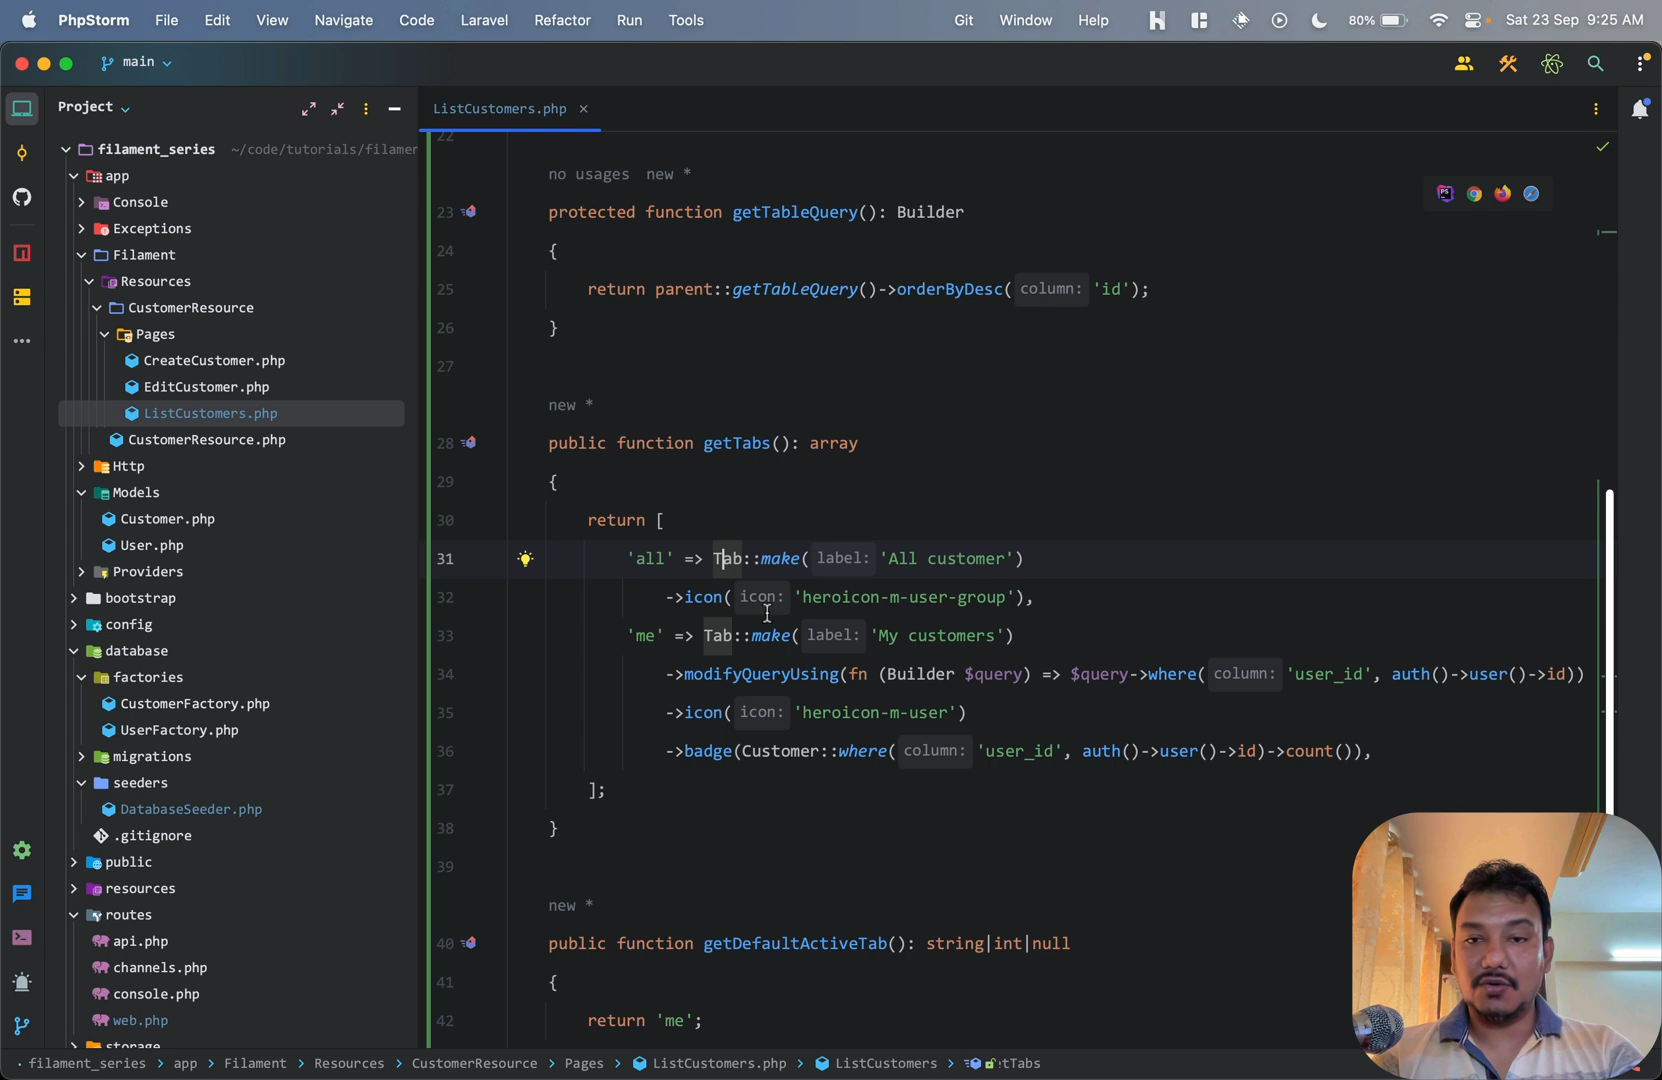 PhpStorm File Edit View Navigate Code Laravel Refactor Run Tools Git Window Help 80% Sat 23 Sep 9:25 AM
main
Project
ListCustomers.php
filament_series ~/code/tutorials/filamer
app
Console
Exceptions
Filament
Resources
CustomerResource
Pages
CreateCustomer.php
EditCustomer.php
ListCustomers.php
CustomerResource.php
Http
Models
Customer.php
User.php
Providers
bootstrap
config
database
factories
CustomerFactory.php
UserFactory.php
migrations
seeders
DatabaseSeeder.php
.gitignore
public
resources
routes
api.php
channels.php
console.php
web.php
storage
22
no usages new *
23 protected function getTableQuery(): Builder
24 {
25 return parent::getTableQuery()->orderByDesc( column: 'id');
26 }
27
new *
28 public function getTabs(): array
29 {
30 return [
31 'all' => Tab::make( label: 'All customer')
32 ->icon( icon: 'heroicon-m-user-group'),
33 'me' => Tab::make( label: 'My customers')
34 ->modifyQueryUsing(fn (Builder $query) => $query->where( column: 'user_id', auth()->user()->id))
35 ->icon( icon: 'heroicon-m-user')
36 ->badge(Customer::where( column: 'user_id', auth()->user()->id)->count()),
37 ];
38 }
39
new *
40 public function getDefaultActiveTab(): string|int|null
41 {
42 return 'me';
filament_series > app > Filament > Resources > CustomerResource > Pages > ListCustomers.php > ListCustomers >